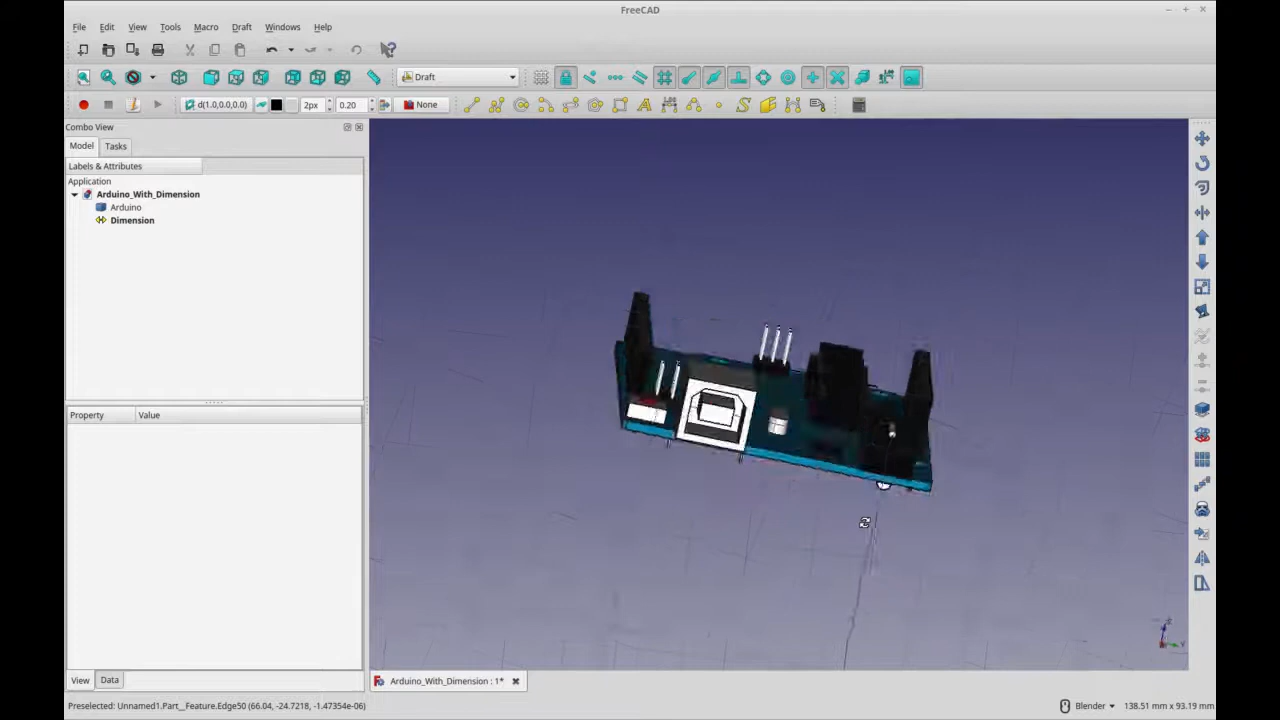 FreeCAD
File Edit View Tools Macro Draft Windows Help
Draft
d(1.0,0.0,0.0) 2px 0.20 None
Combo View
Model Tasks
Labels & Attributes
Application
Arduino_With_Dimension
Arduino
Dimension
Property Value
View Data
Arduino_With_Dimension : 1*
Preselected: Unnamed1.Part__Feature.Edge50 (66.04, -24.7218, -1.47354e-06)
Blender 138.51 mm x 93.19 mm